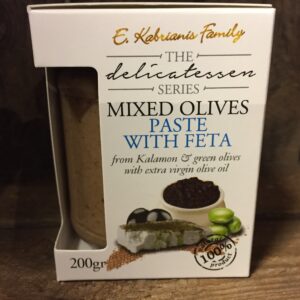 E. Kabrianis Family
THE
delicatessen
SERIES
MIXED OLIVES
PASTE
WITH FETA
from Kalamon & green olives
with extra virgin olive oil
200gr
100%
product